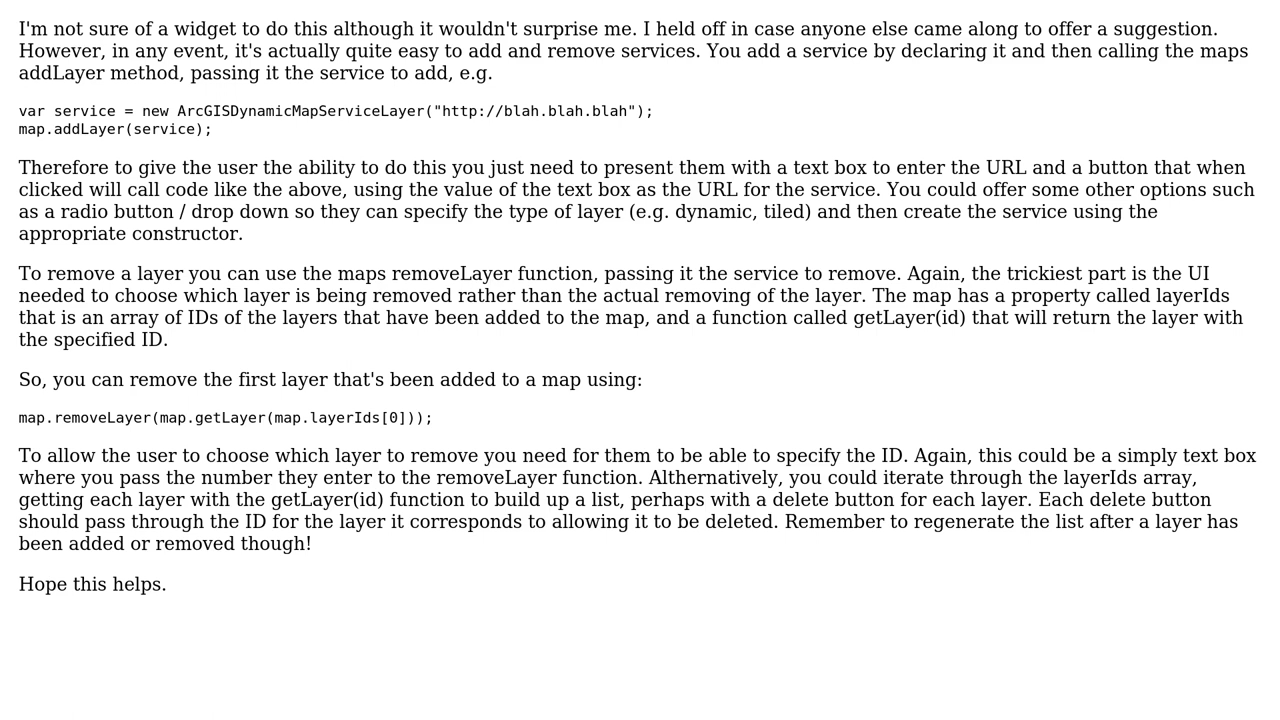 I'm not sure of a widget to do this although it wouldn't surprise me. I held off in case anyone else came along to offer a suggestion.
However, in any event, it's actually quite easy to add and remove services. You add a service by declaring it and then calling the maps
addLayer method, passing it the service to add, e.g.
var service = new ArcGISDynamicMapServiceLayer("http://blah.blah.blah");
map.addLayer(service);
Therefore to give the user the ability to do this you just need to present them with a text box to enter the URL and a button that when
clicked will call code like the above, using the value of the text box as the URL for the service. You could offer some other options such
as a radio button / drop down so they can specify the type of layer (e.g. dynamic, tiled) and then create the service using the
appropriate constructor.
To remove a layer you can use the maps removeLayer function, passing it the service to remove. Again, the trickiest part is the UI
needed to choose which layer is being removed rather than the actual removing of the layer. The map has a property called layerIds
that is an array of IDs of the layers that have been added to the map, and a function called getLayer(id) that will return the layer with
the specified ID.
So, you can remove the first layer that's been added to a map using:
map.removeLayer(map.getLayer(map.layerIds[0]));
To allow the user to choose which layer to remove you need for them to be able to specify the ID. Again, this could be a simply text box
where you pass the number they enter to the removeLayer function. Althernatively, you could iterate through the layerIds array,
getting each layer with the getLayer(id) function to build up a list, perhaps with a delete button for each layer. Each delete button
should pass through the ID for the layer it corresponds to allowing it to be deleted. Remember to regenerate the list after a layer has
been added or removed though!
Hope this helps.